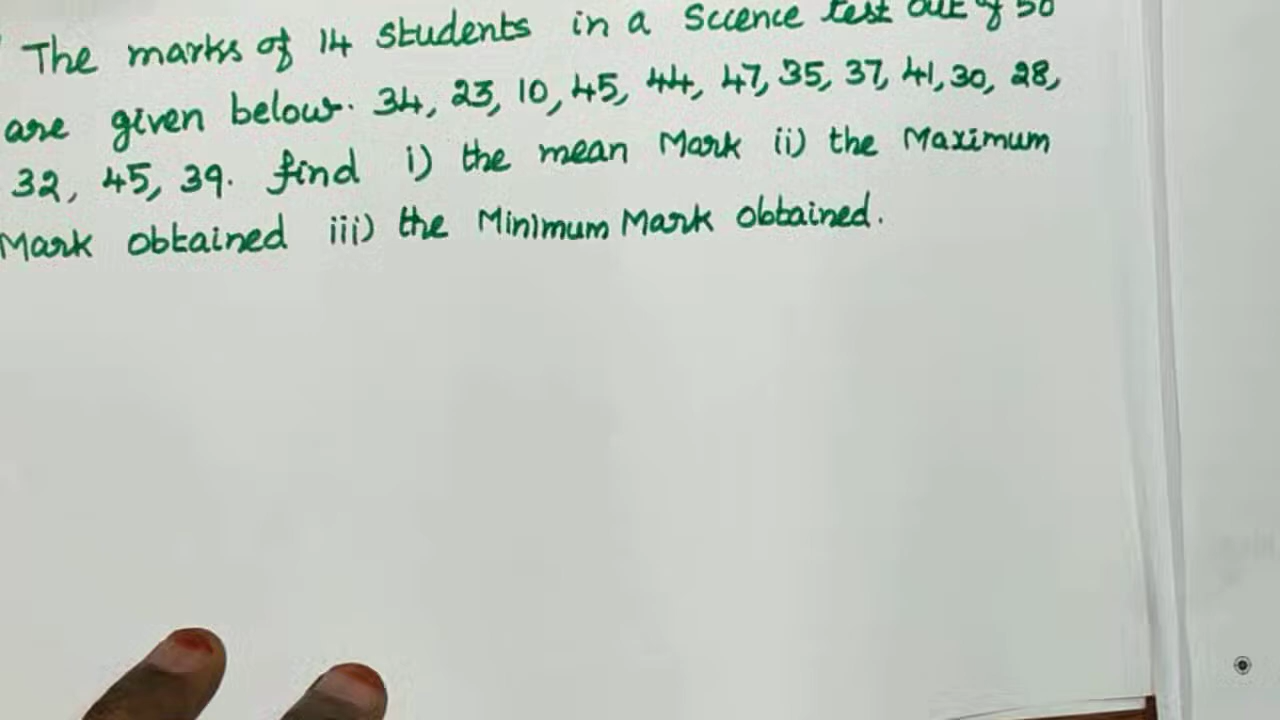 The marks of 14 students in a Science test out of 50
are given below. 34, 23, 10, 45, 44, 47, 35, 37, 41, 30, 28,
32, 45, 39. find i) the mean Mark ii) the Maximum
Mark obtained iii) the Minimum Mark obtained.